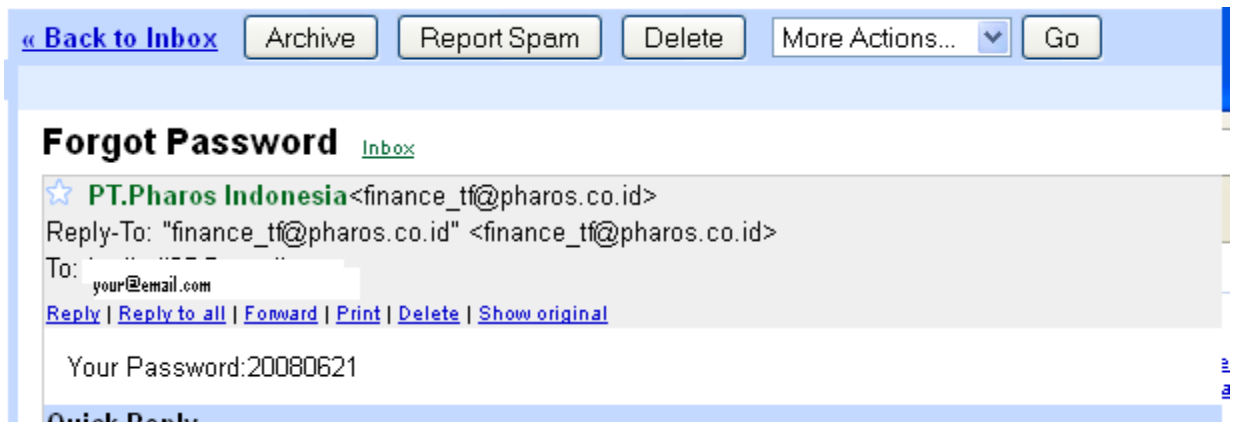 « Back to Inbox Archive Report Spam Delete More Actions... Go
Forgot Password Inbox
PT.Pharos Indonesia<finance_tf@pharos.co.id>
Reply-To: "finance_tf@pharos.co.id" <finance_tf@pharos.co.id>
To: your@email.com
Reply | Reply to all | Forward | Print | Delete | Show original
Your Password:20080621
Quick Reply